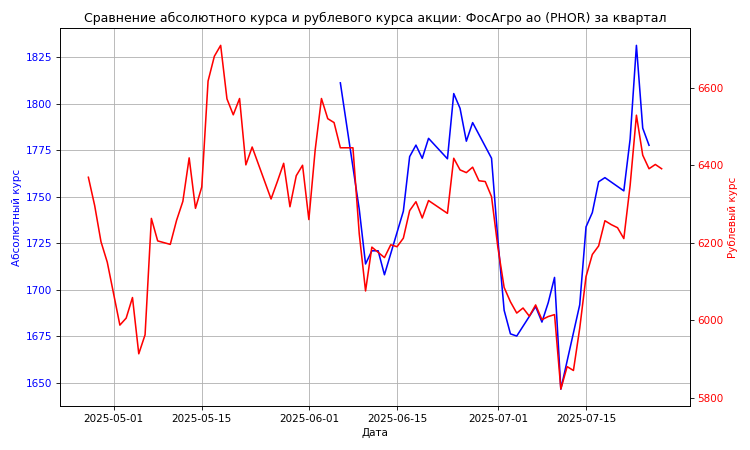 Сравнение абсолютного курса и рублевого курса акции: ФосАгро ао (PHOR) за квартал
1825
1800
1775
1750
1725
1700
1675
1650
Абсолютный курс
6600
6400
6200
6000
5800
Рублевый курс
2025-05-01 2025-05-15 2025-06-01 2025-06-15 2025-07-01 2025-07-15
Дата